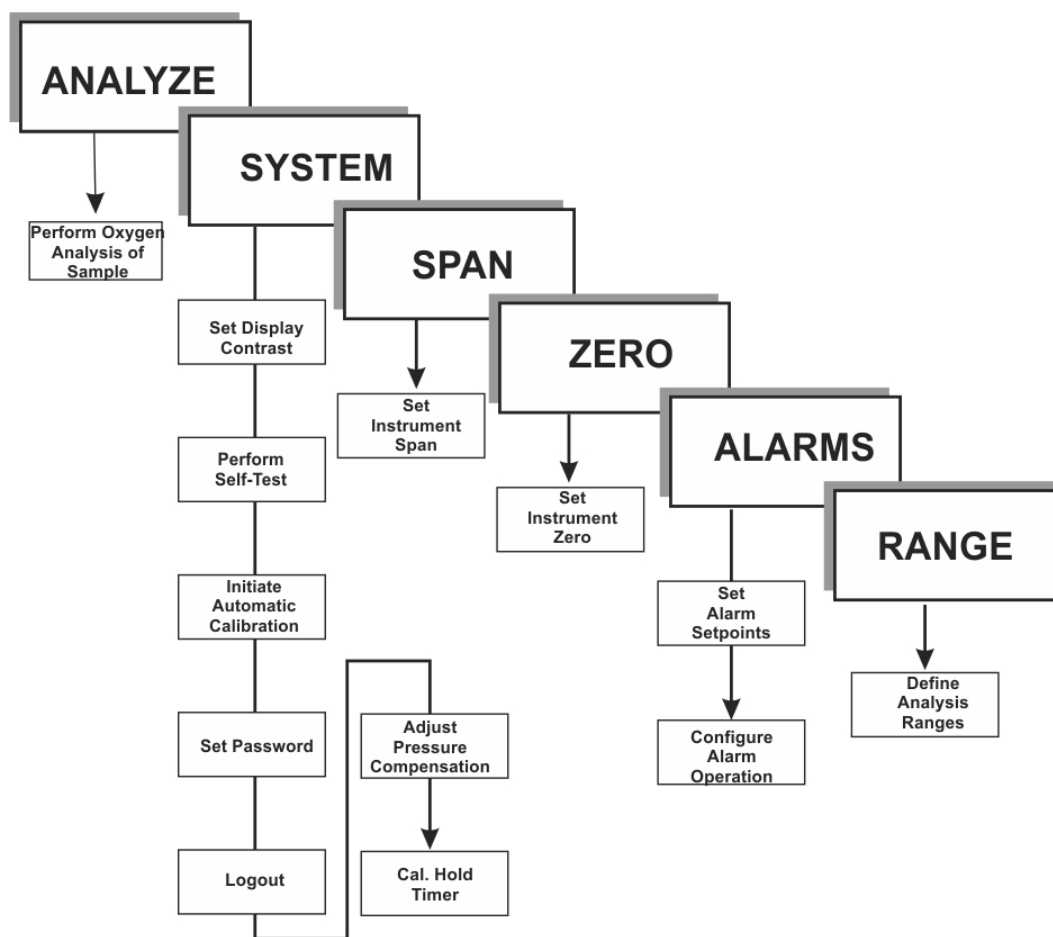 ANALYZE
SYSTEM
SPAN
ZERO
ALARMS
RANGE
Perform Oxygen
Analysis of
Sample
Set Display
Contrast
Perform
Self-Test
Initiate
Automatic
Calibration
Set Password
Logout
Adjust
Pressure
Compensation
Cal. Hold
Timer
Set
Instrument
Span
Set
Instrument
Zero
Set
Alarm
Setpoints
Configure
Alarm
Operation
Define
Analysis
Ranges